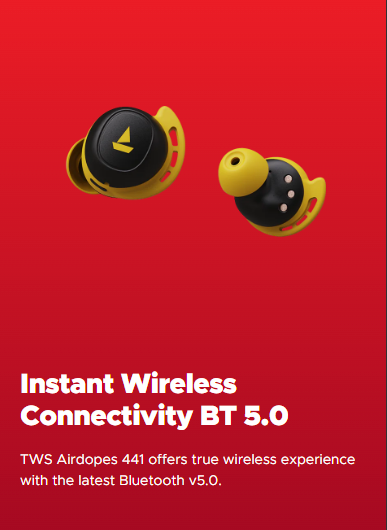 Instant Wireless
Connectivity BT 5.0
TWS Airdopes 441 offers true wireless experience
with the latest Bluetooth v5.0.